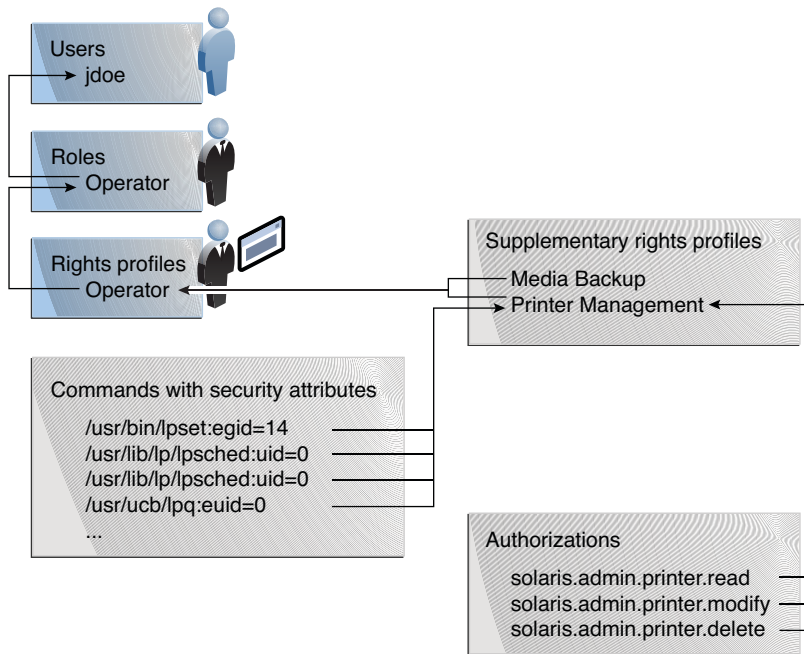 Users
jdoe
Roles
Operator
Rights profiles
Operator
Supplementary rights profiles
Media Backup
Printer Management
Commands with security attributes
/usr/bin/lpset:egid=14
/usr/lib/lp/lpsched:uid=0
/usr/lib/lp/lpsched:uid=0
/usr/ucb/lpq:euid=0
...
Authorizations
solaris.admin.printer.read
solaris.admin.printer.modify
solaris.admin.printer.delete